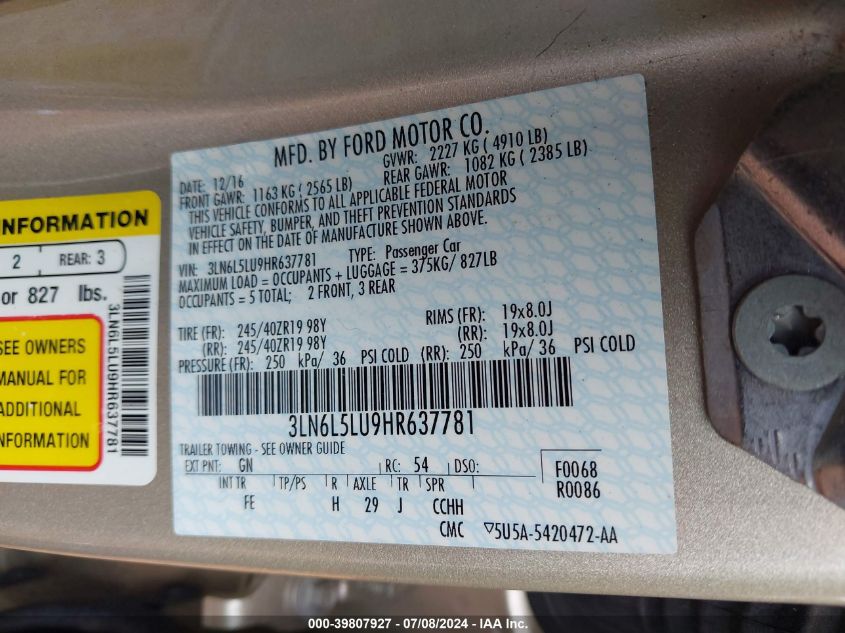 MFD. BY FORD MOTOR CO.
DATE: 12/16 GVWR: 2227 KG ( 4910 LB)
FRONT GAWR: 1163 KG ( 2565 LB) REAR GAWR: 1082 KG ( 2385 LB)
THIS VEHICLE CONFORMS TO ALL APPLICABLE FEDERAL MOTOR
VEHICLE SAFETY, BUMPER, AND THEFT PREVENTION STANDARDS
IN EFFECT ON THE DATE OF MANUFACTURE SHOWN ABOVE.
VIN: 3LN6L5LU9HR637781 TYPE: Passenger Car
MAXIMUM LOAD = OCCUPANTS + LUGGAGE = 375KG/ 827LB
OCCUPANTS = 5 TOTAL; 2 FRONT, 3 REAR
TIRE (FR): 245/40ZR19 98Y RIMS (FR): 19x8.0J
(RR): 245/40ZR19 98Y (RR): 19x8.0J
PRESSURE (FR): 250 kPa/ 36 PSI COLD (RR): 250 kPa/ 36 PSI COLD
3LN6L5LU9HR637781
TRAILER TOWING - SEE OWNER GUIDE
EXT PNT: GN RC: 54 DSO: F0068
INT TR TP/PS R AXLE TR SPR R0086
FE H 29 J CCHH
CMC ▽5U5A-5420472-AA
INFORMATION
2 REAR: 3
or 827 lbs.
SEE OWNERS
MANUAL FOR
ADDITIONAL
INFORMATION
3LN6L5LU9HR637781
000-39807927 - 07/08/2024 - IAA Inc.